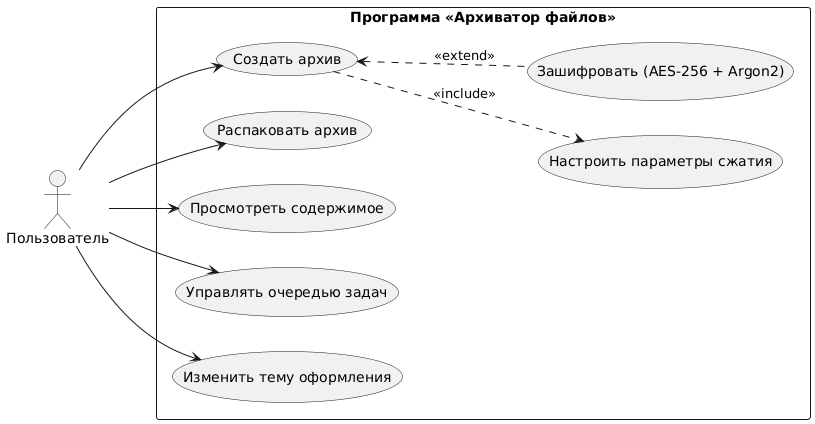 Программа «Архиватор файлов»
Создать архив
«extend»
Зашифровать (AES-256 + Argon2)
«include»
Распаковать архив
Настроить параметры сжатия
Просмотреть содержимое
Пользователь
Управлять очередью задач
Изменить тему оформления